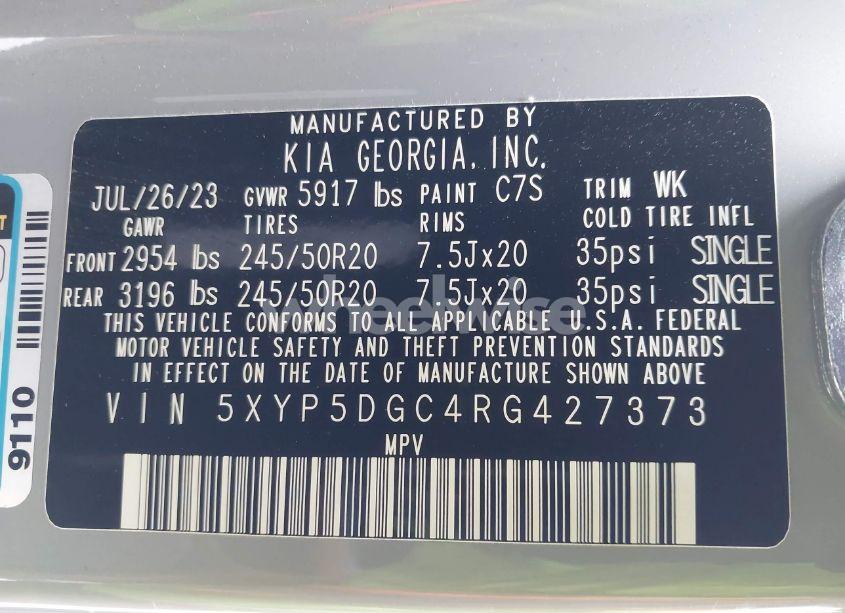 MANUFACTURED BY
KIA GEORGIA, INC.
JUL/26/23 GVWR 5917 lbs PAINT C7S TRIM WK
GAWR TIRES RIMS COLD TIRE INFL
FRONT 2954 lbs 245/50R20 7.5Jx20 35psi SINGLE
REAR 3196 lbs 245/50R20 7.5Jx20 35psi SINGLE
wheelwise
THIS VEHICLE CONFORMS TO ALL APPLICABLE U.S.A. FEDERAL
MOTOR VEHICLE SAFETY AND THEFT PREVENTION STANDARDS
IN EFFECT ON THE DATE OF MANUFACTURE SHOWN ABOVE
VIN 5XYP5DGC4RG427373
MPV
9110